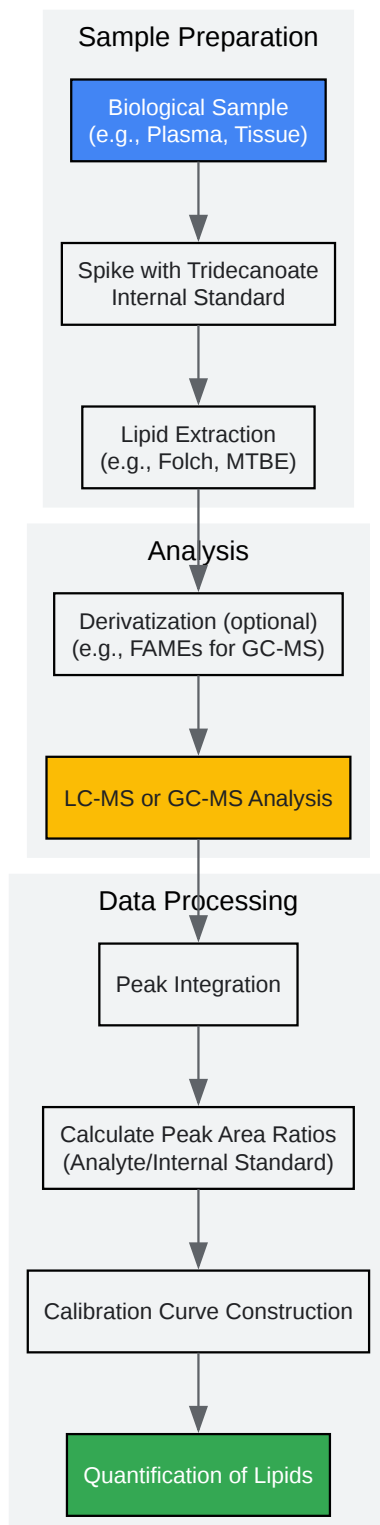 Sample Preparation
Biological Sample
(e.g., Plasma, Tissue)
Spike with Tridecanoate
Internal Standard
Lipid Extraction
(e.g., Folch, MTBE)
Analysis
Derivatization (optional)
(e.g., FAMEs for GC-MS)
LC-MS or GC-MS Analysis
Data Processing
Peak Integration
Calculate Peak Area Ratios
(Analyte/Internal Standard)
Calibration Curve Construction
Quantification of Lipids